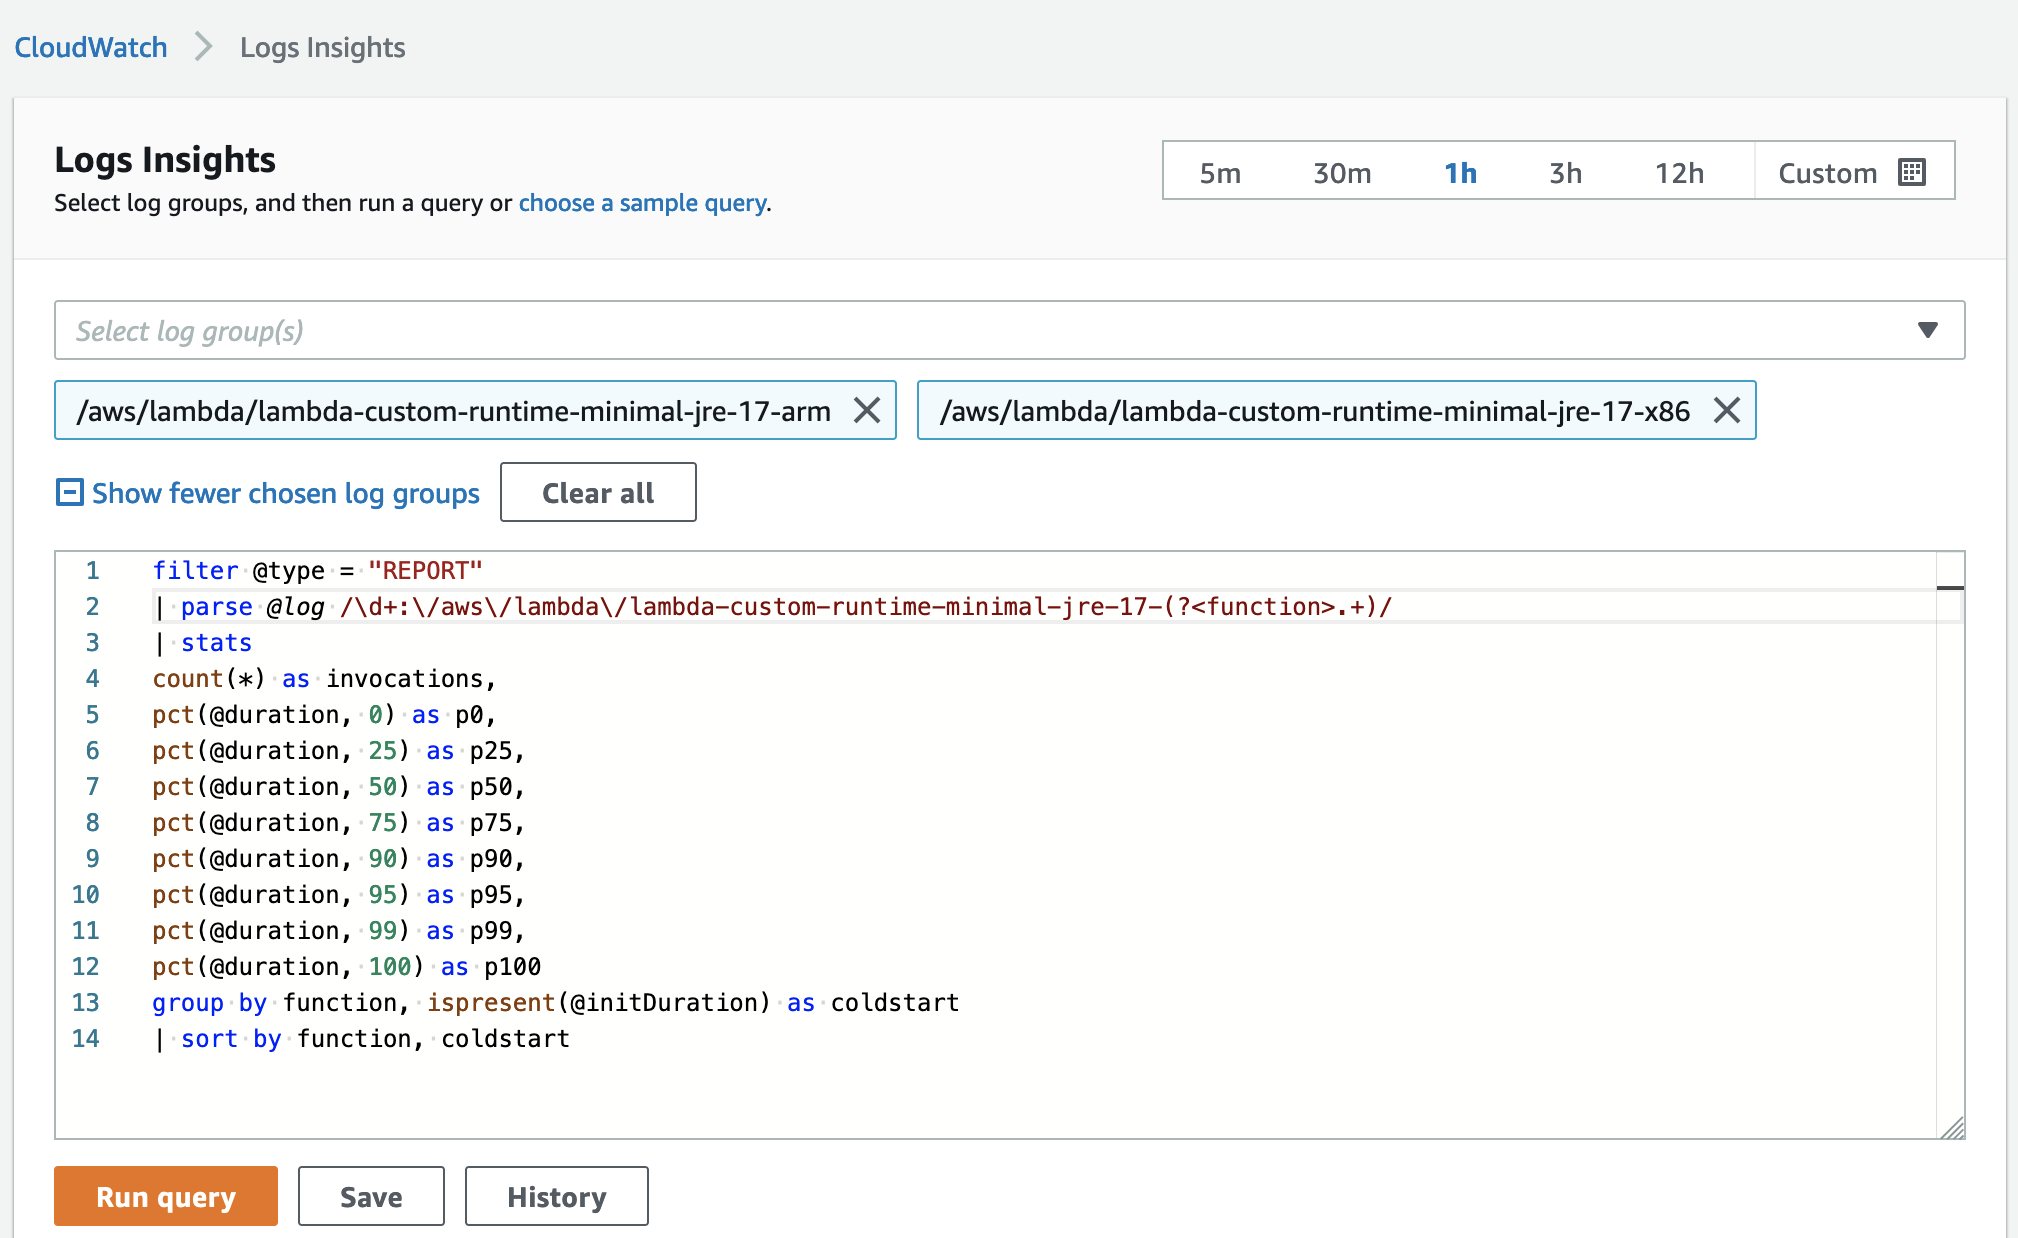 CloudWatch > Logs Insights
Logs Insights
Select log groups, and then run a query or choose a sample query.
5m 30m 1h 3h 12h Custom
Select log group(s)
/aws/lambda/lambda-custom-runtime-minimal-jre-17-arm
/aws/lambda/lambda-custom-runtime-minimal-jre-17-x86
Show fewer chosen log groups
Clear all
1 filter @type = "REPORT"
2 | parse @log /\d+:\/aws\/lambda\/lambda-custom-runtime-minimal-jre-17-(?<function>.+)/
3 | stats
4 count(*) as invocations,
5 pct(@duration, 0) as p0,
6 pct(@duration, 25) as p25,
7 pct(@duration, 50) as p50,
8 pct(@duration, 75) as p75,
9 pct(@duration, 90) as p90,
10 pct(@duration, 95) as p95,
11 pct(@duration, 99) as p99,
12 pct(@duration, 100) as p100
13 group by function, ispresent(@initDuration) as coldstart
14 | sort by function, coldstart
Run query
Save
History